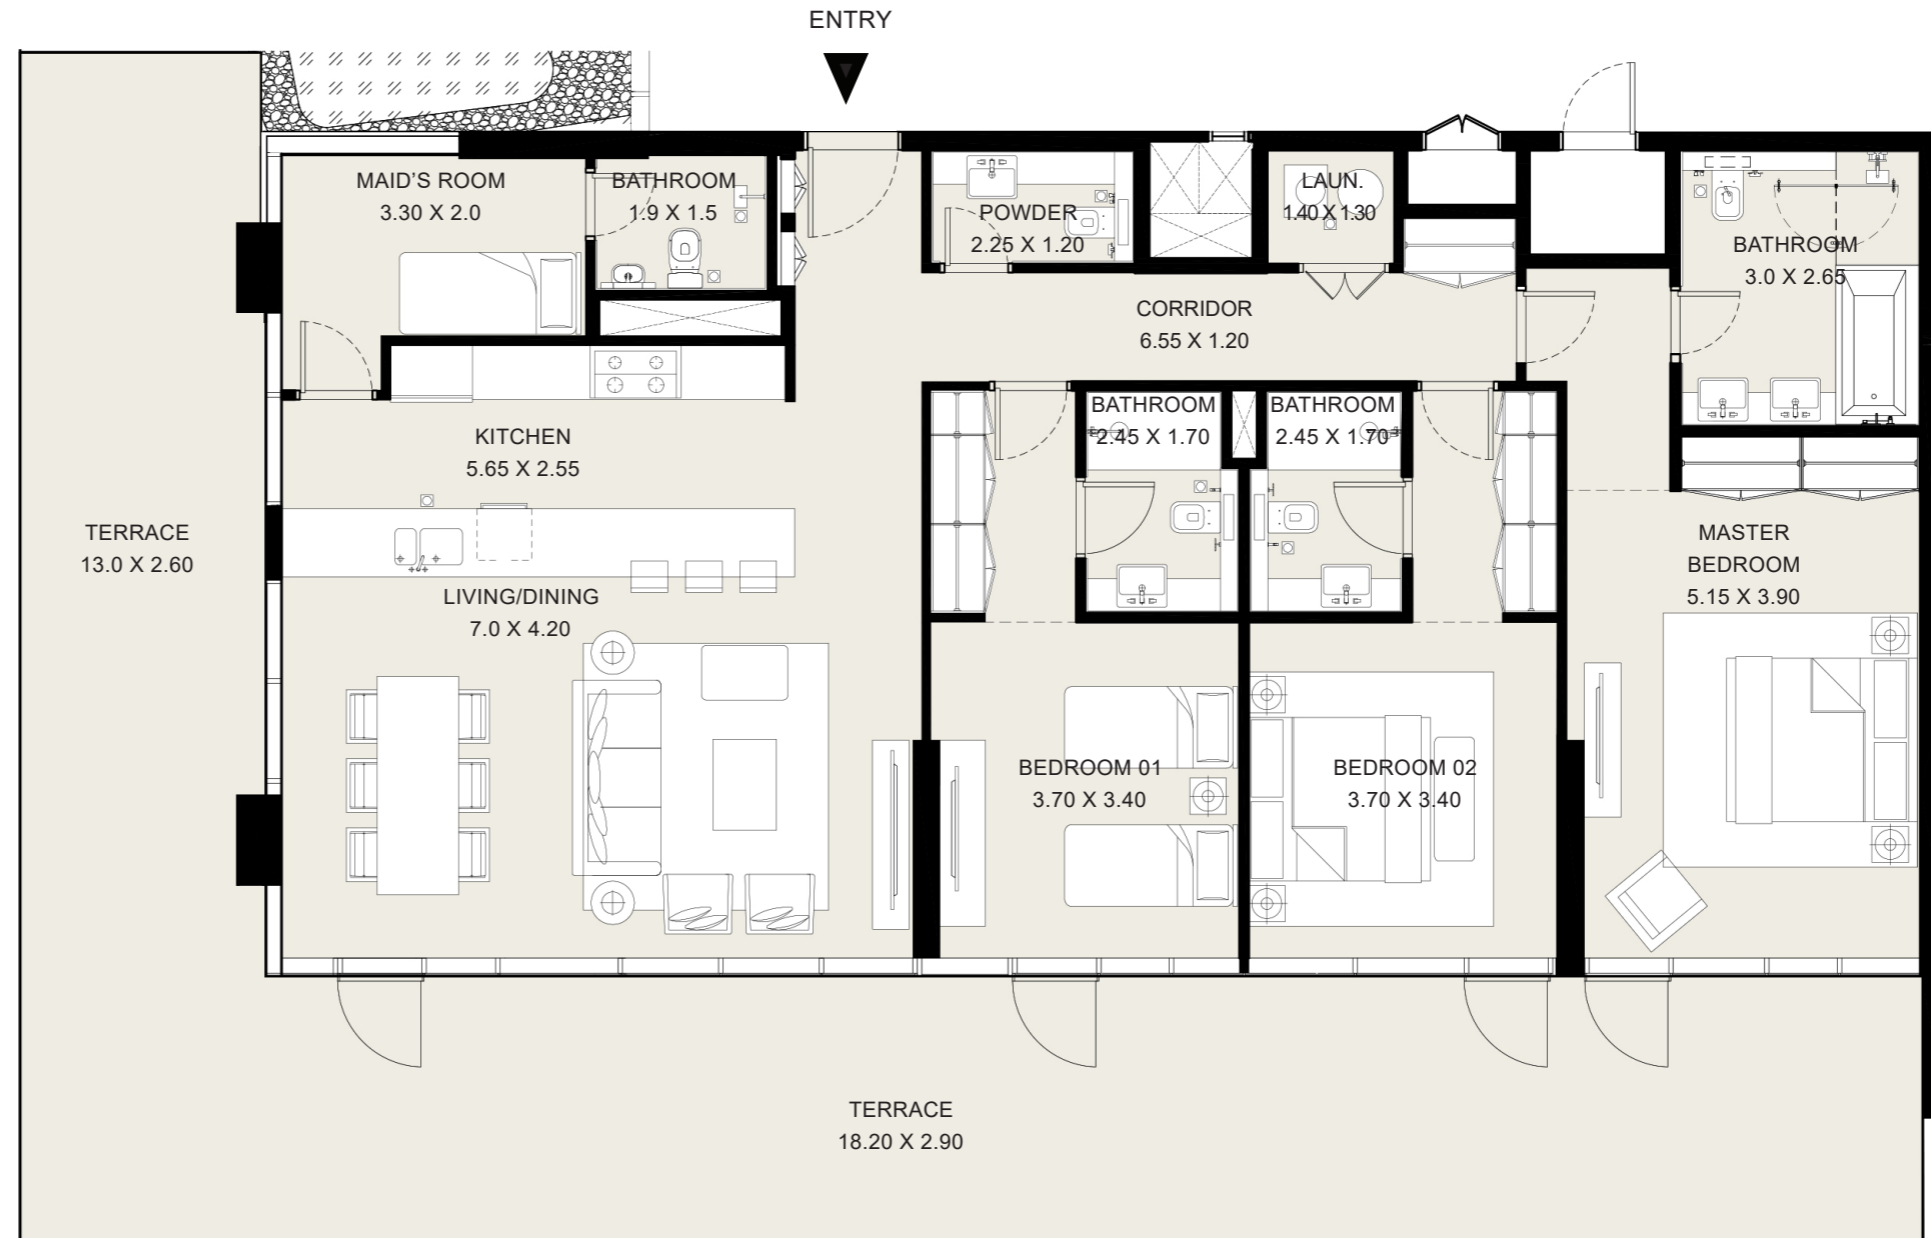 ENTRY
MAID'S ROOM
3.30 X 2.0
BATHROOM
1.9 X 1.5
POWDER
2.25 X 1.20
LAUN.
1.40 X 1.30
BATHROOM
3.0 X 2.65
CORRIDOR
6.55 X 1.20
KITCHEN
5.65 X 2.55
BATHROOM
2.45 X 1.70
BATHROOM
2.45 X 1.70
TERRACE
13.0 X 2.60
MASTER
BEDROOM
5.15 X 3.90
LIVING/DINING
7.0 X 4.20
BEDROOM 01
3.70 X 3.40
BEDROOM 02
3.70 X 3.40
TERRACE
18.20 X 2.90